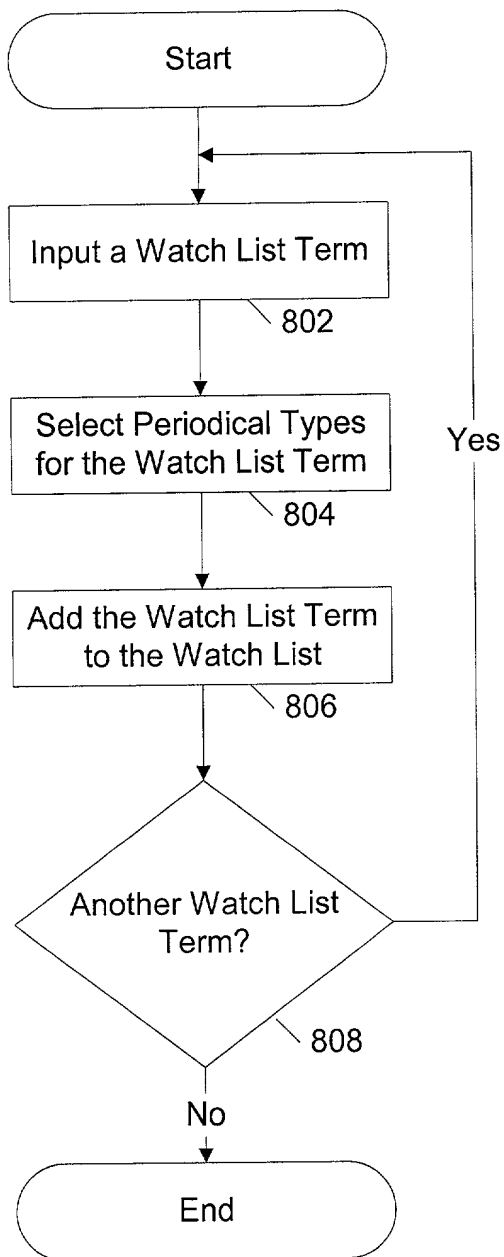 Start
Input a Watch List Term
802
Select Periodical Types
for the Watch List Term
804
Yes
Add the Watch List Term
to the Watch List
806
Another Watch List
Term?
808
No
End